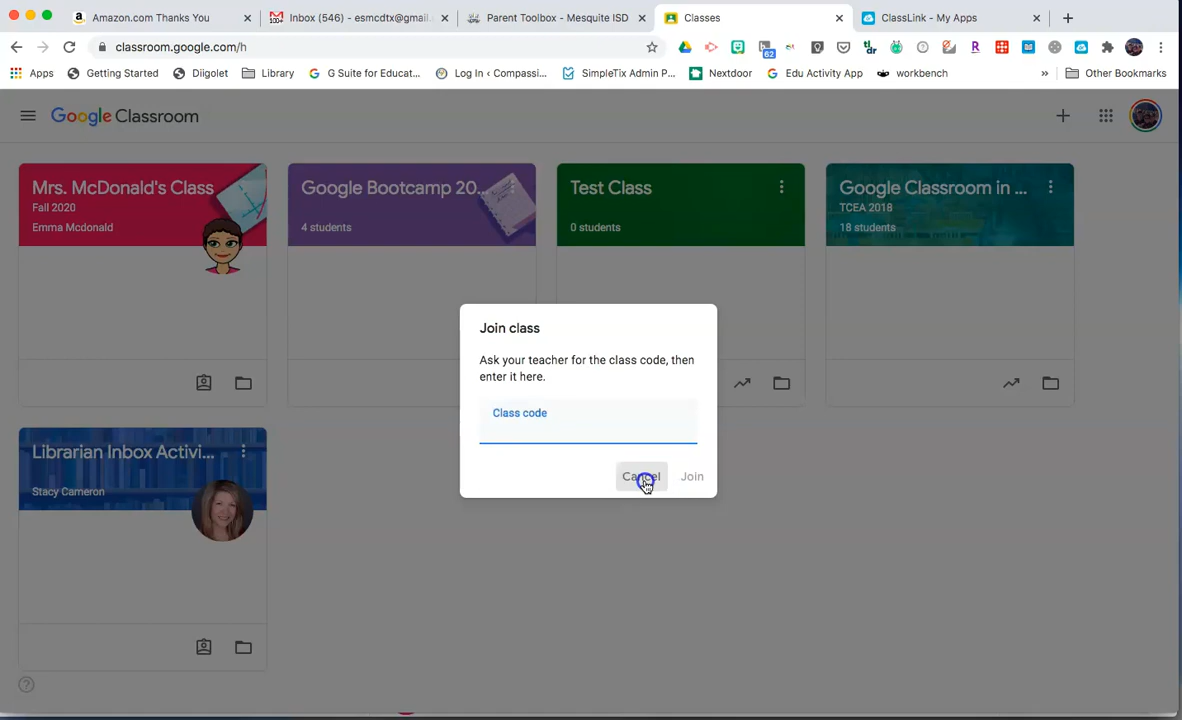 Amazon.com Thank You
100+
Inbox (546) - esmcdtx@gmail.
Parent Toolbox - Mesquite ISD
Classes
ClassLink - My Apps
classroom.google.com/h
62
Apps
Getting Started
Diigolet
Library
G Suite for Educat...
Log In ‹ Compassi...
SimpleTix Admin P...
Nextdoor
Edu Activity App
workbench
»
Other Bookmarks
Google Classroom
Mrs. McDonald's Class
Fall 2020
Emma Mcdonald
Google Bootcamp 20...
4 students
Test Class
0 students
Google Classroom in ...
TCEA 2018
18 students
Join class
Ask your teacher for the class code, then
enter it here.
Class code
Cancel
Join
Librarian Inbox Activi...
Stacy Cameron